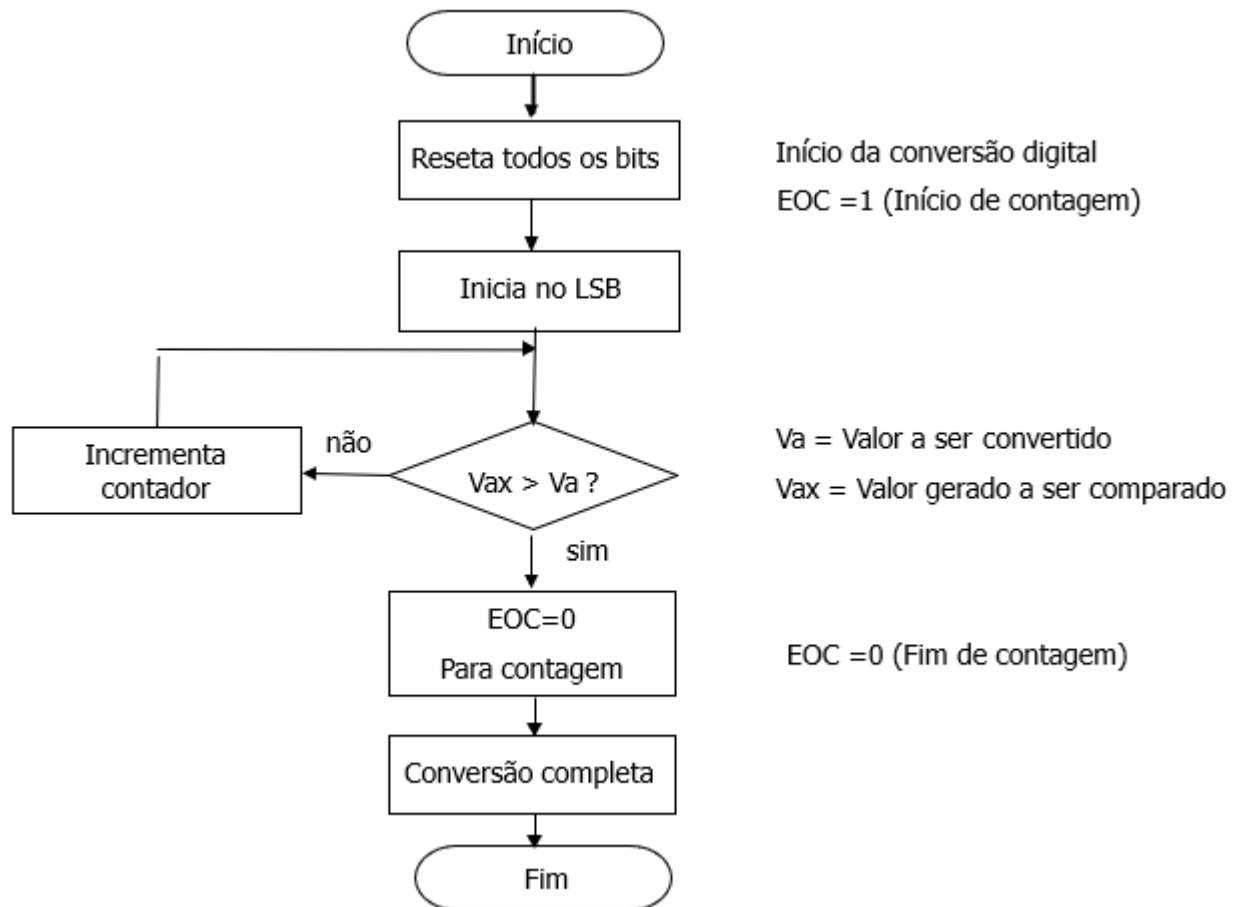 Início
Reseta todos os bits
Início da conversão digital
EOC =1 (Início de contagem)
Inicia no LSB
Incrementa
contador
não
Vax > Va ?
Va = Valor a ser convertido
Vax = Valor gerado a ser comparado
sim
EOC=0
Para contagem
EOC =0 (Fim de contagem)
Conversão completa
Fim